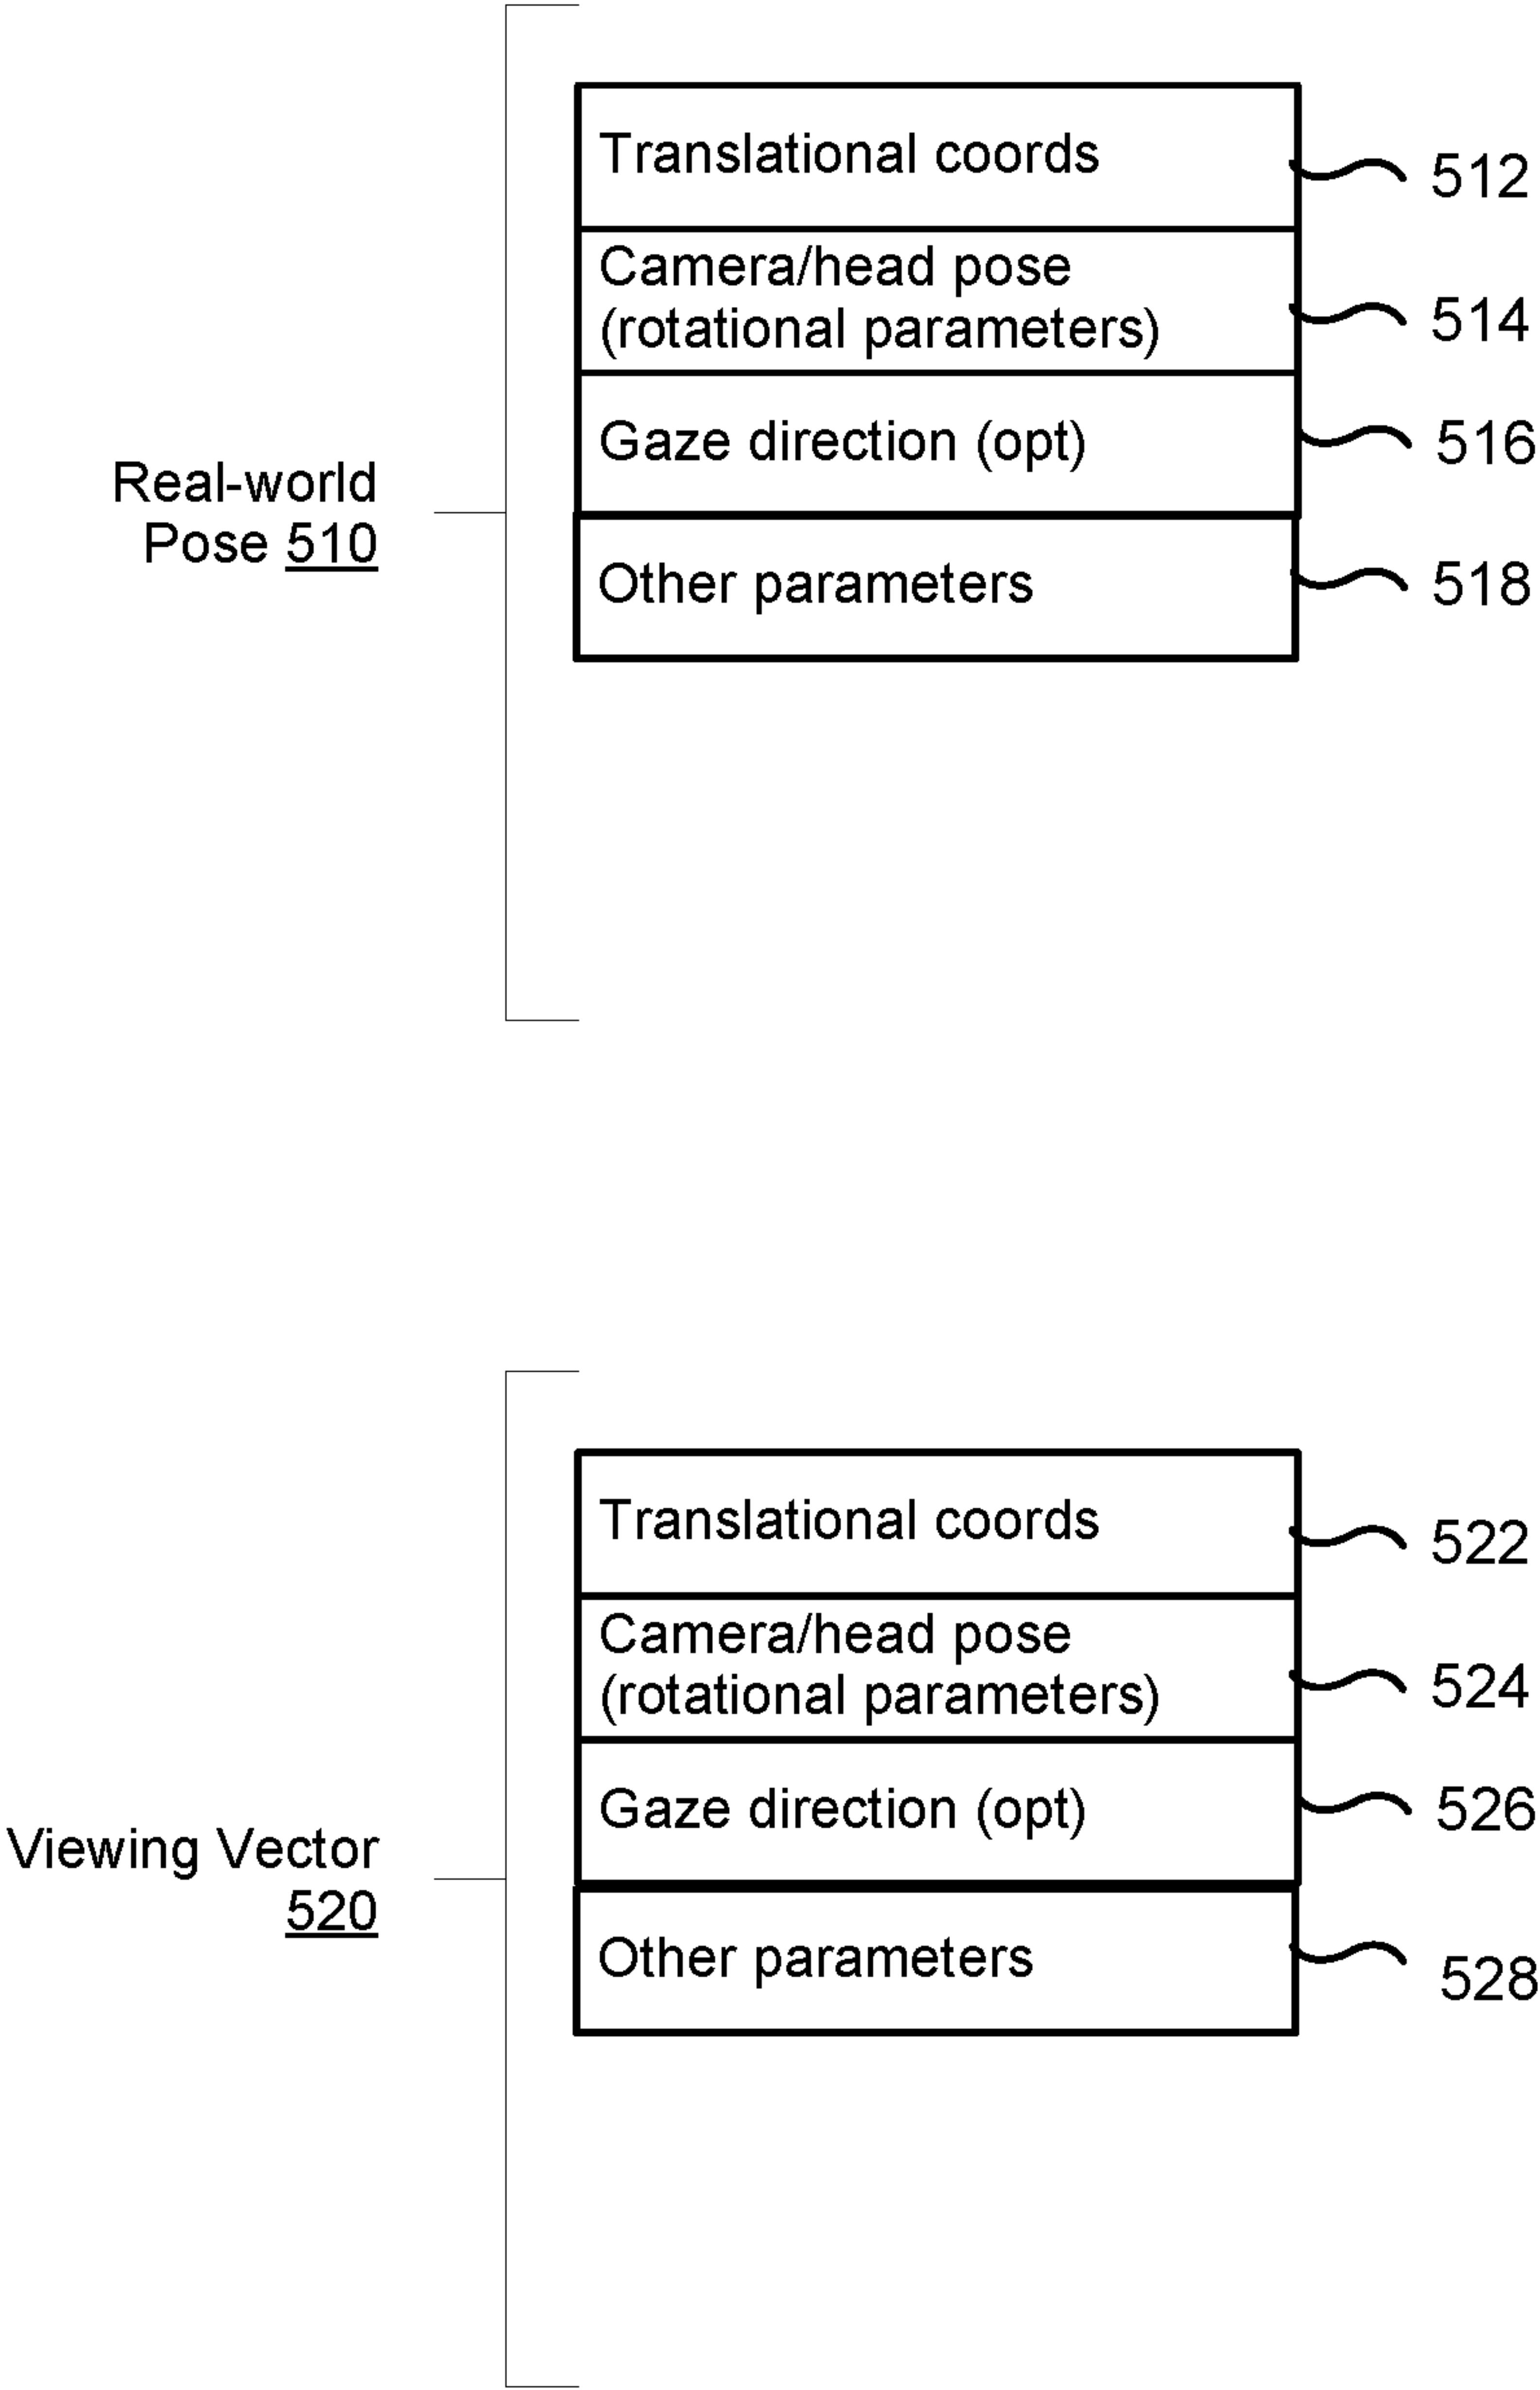 Translational coords
512
Camera/head pose
(rotational parameters)
514
Gaze direction (opt)
516
Real-world
Pose 510
Other parameters
518
Translational coords
522
Camera/head pose
(rotational parameters)
524
Gaze direction (opt)
526
Viewing Vector
520
Other parameters
528